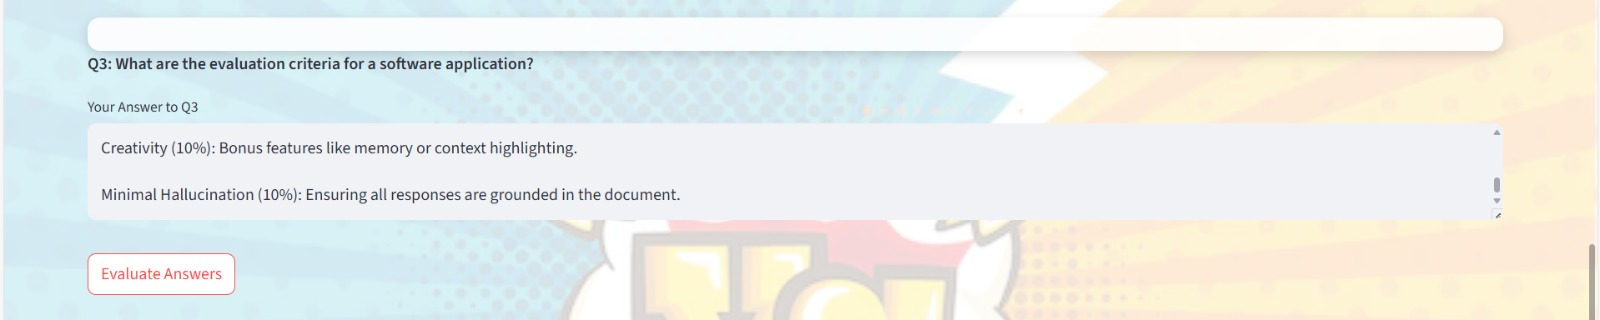 Q3: What are the evaluation criteria for a software application?
Your Answer to Q3
Creativity (10%): Bonus features like memory or context highlighting.
Minimal Hallucination (10%): Ensuring all responses are grounded in the document.
Evaluate Answers